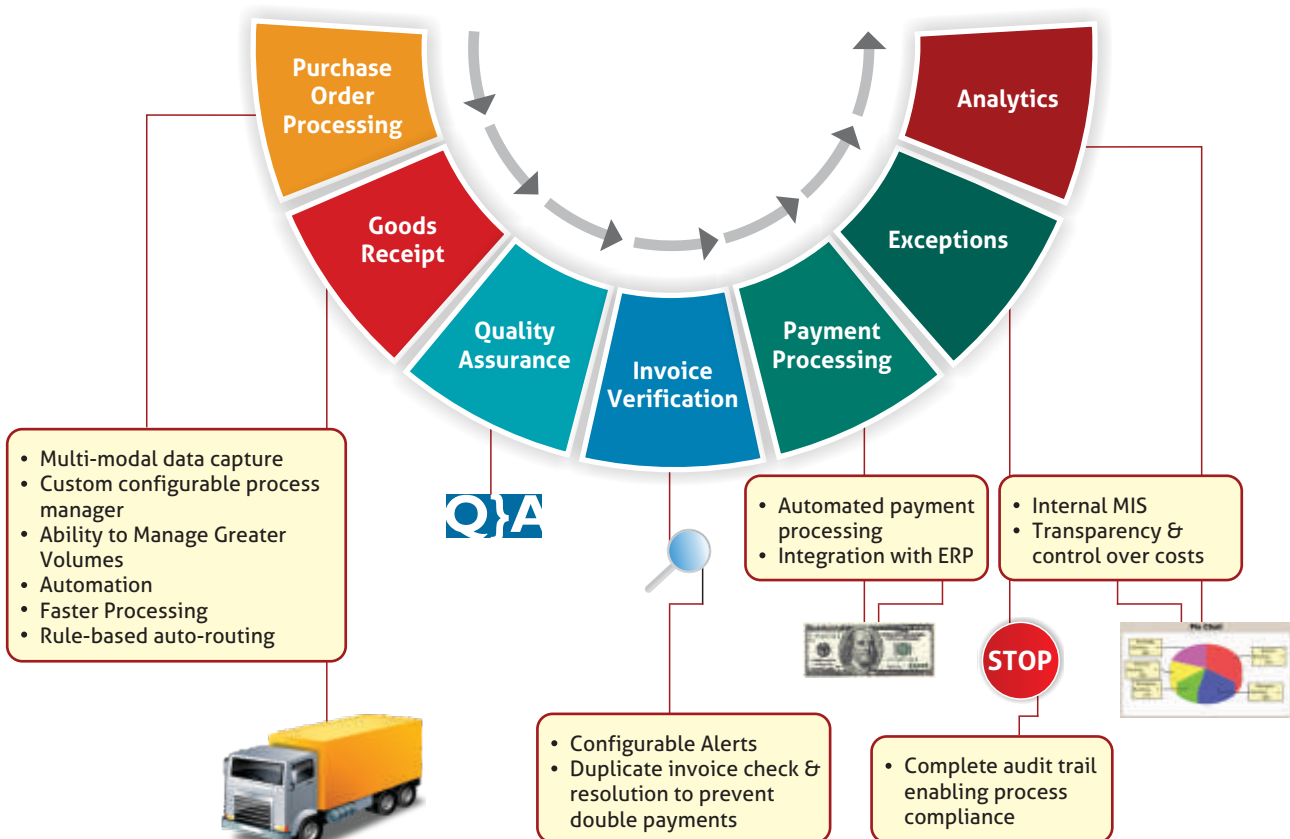 Purchase
Order
Processing
Goods
Receipt
Quality
Assurance
Invoice
Verification
Payment
Processing
Exceptions
Analytics
• Multi-modal data capture
• Custom configurable process
manager
• Ability to Manage Greater
Volumes
• Automation
• Faster Processing
• Rule-based auto-routing
Q}A
• Configurable Alerts
• Duplicate invoice check &
resolution to prevent
double payments
• Automated payment
processing
• Integration with ERP
STOP
• Complete audit trail
enabling process
compliance
• Internal MIS
• Transparency &
control over costs
Pie Chart